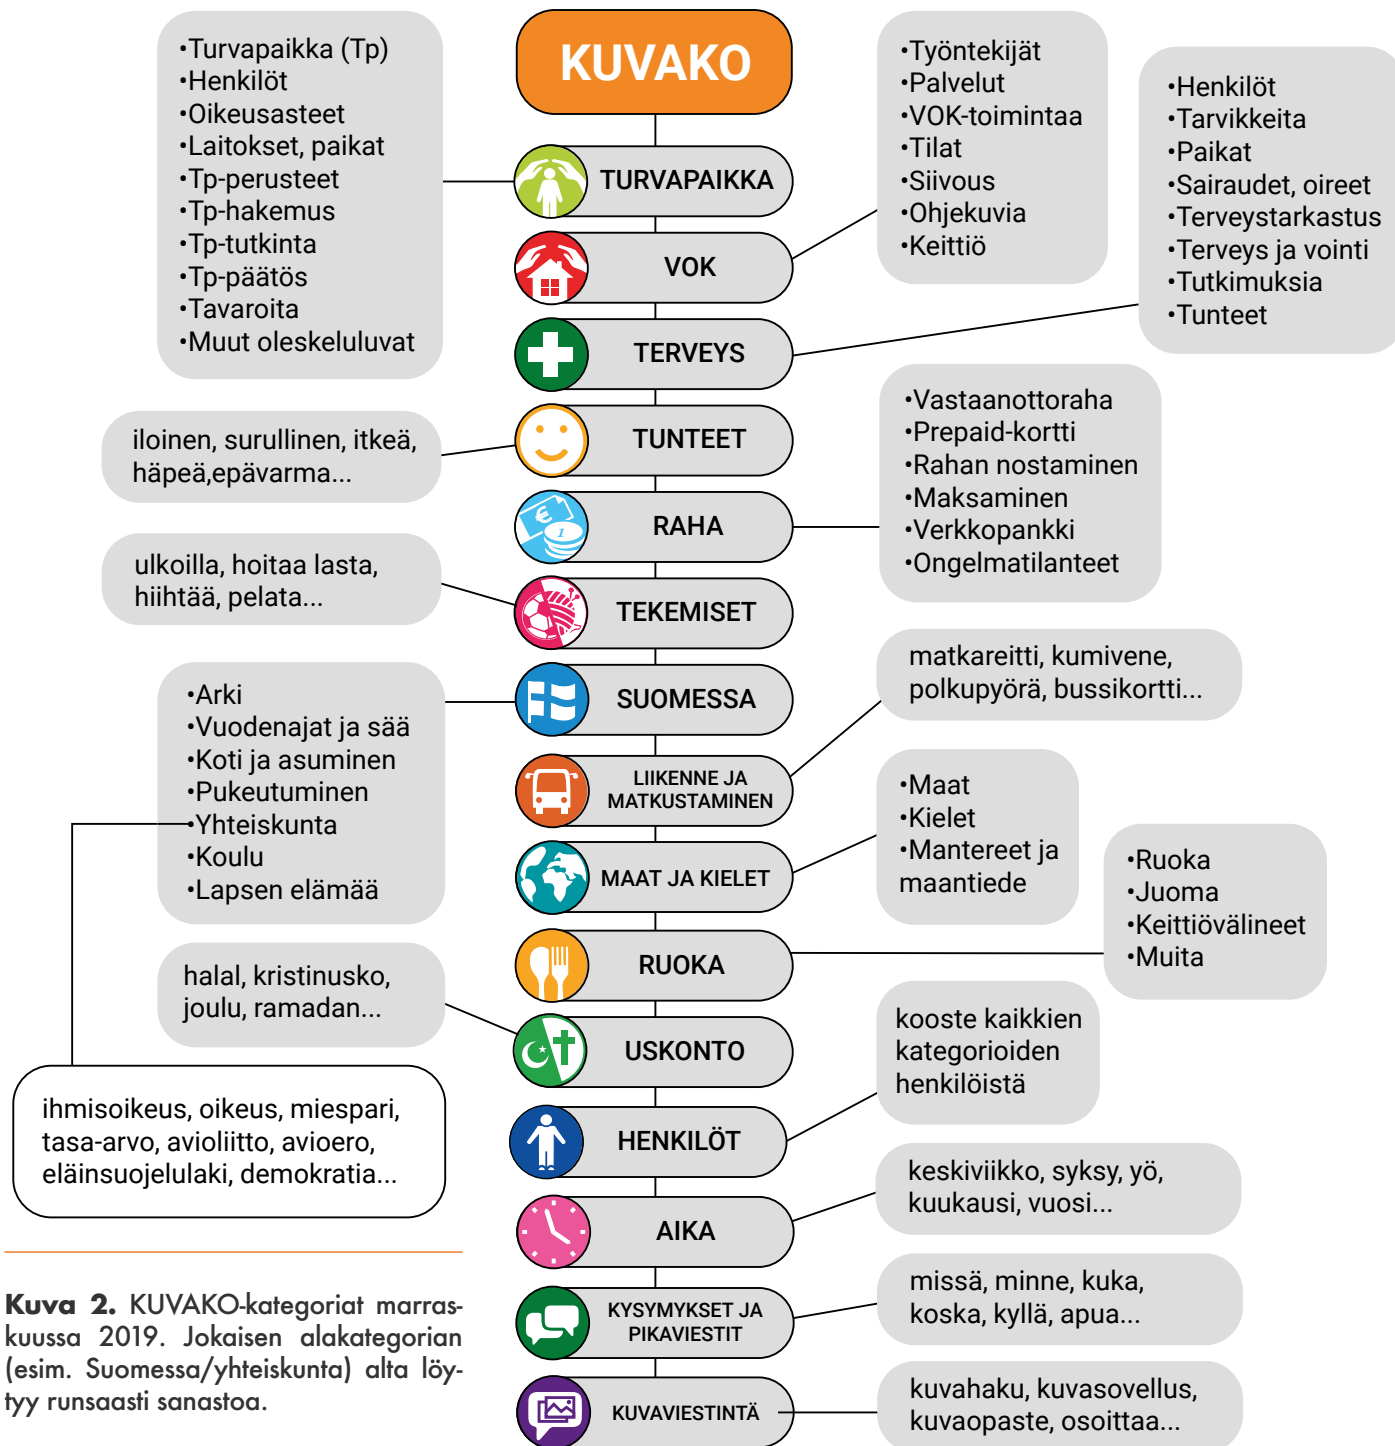 KUVAKO
•Turvapaikka (Tp)
•Henkilöt
•Oikeusasteet
•Laitokset, paikat
•Tp-perusteet
•Tp-hakemus
•Tp-tutkinta
•Tp-päätös
•Tavaroita
•Muut oleskeluluvat
TURVAPAIKKA
•Työntekijät
•Palvelut
•VOK-toimintaa
•Tilat
•Siivous
•Ohjekuvia
•Keittiö
VOK
•Henkilöt
•Tarvikkeita
•Paikat
•Sairaudet, oireet
•Terveystarkastus
•Terveys ja vointi
•Tutkimuksia
•Tunteet
TERVEYS
iloinen, surullinen, itkeä,
häpeä,epävarma...
TUNTEET
•Vastaanottoraha
•Prepaid-kortti
•Rahan nostaminen
•Maksaminen
•Verkkopankki
•Ongelmatilanteet
€
1
RAHA
ulkoilla, hoitaa lasta,
hiihtää, pelata...
TEKEMISET
•Arki
•Vuodenajat ja sää
•Koti ja asuminen
•Pukeutuminen
•Yhteiskunta
•Koulu
•Lapsen elämää
SUOMESSA
matkareitti, kumivene,
polkupyörä, bussikortti...
LIIKENNE JA
MATKUSTAMINEN
•Maat
•Kielet
•Mantereet ja
maantiede
MAAT JA KIELET
•Ruoka
•Juoma
•Keittiövälineet
•Muita
RUOKA
halal, kristinusko,
joulu, ramadan...
USKONTO
kooste kaikkien
kategorioiden
henkilöistä
HENKILÖT
ihmisoikeus, oikeus, miespari,
tasa-arvo, avioliitto, avioero,
eläinsuojelulaki, demokratia...
keskiviikko, syksy, yö,
kuukausi, vuosi...
AIKA
missä, minne, kuka,
koska, kyllä, apua...
KYSYMYKSET JA
PIKAVIESTIT
kuvahaku, kuvasovellus,
kuvaopaste, osoittaa...
KUVAVIESTINTÄ
Kuva 2. KUVAKO-kategoriat marras-
kuussa 2019. Jokaisen alakategorian
(esim. Suomessa/yhteiskunta) alta löy-
tyy runsaasti sanastoa.